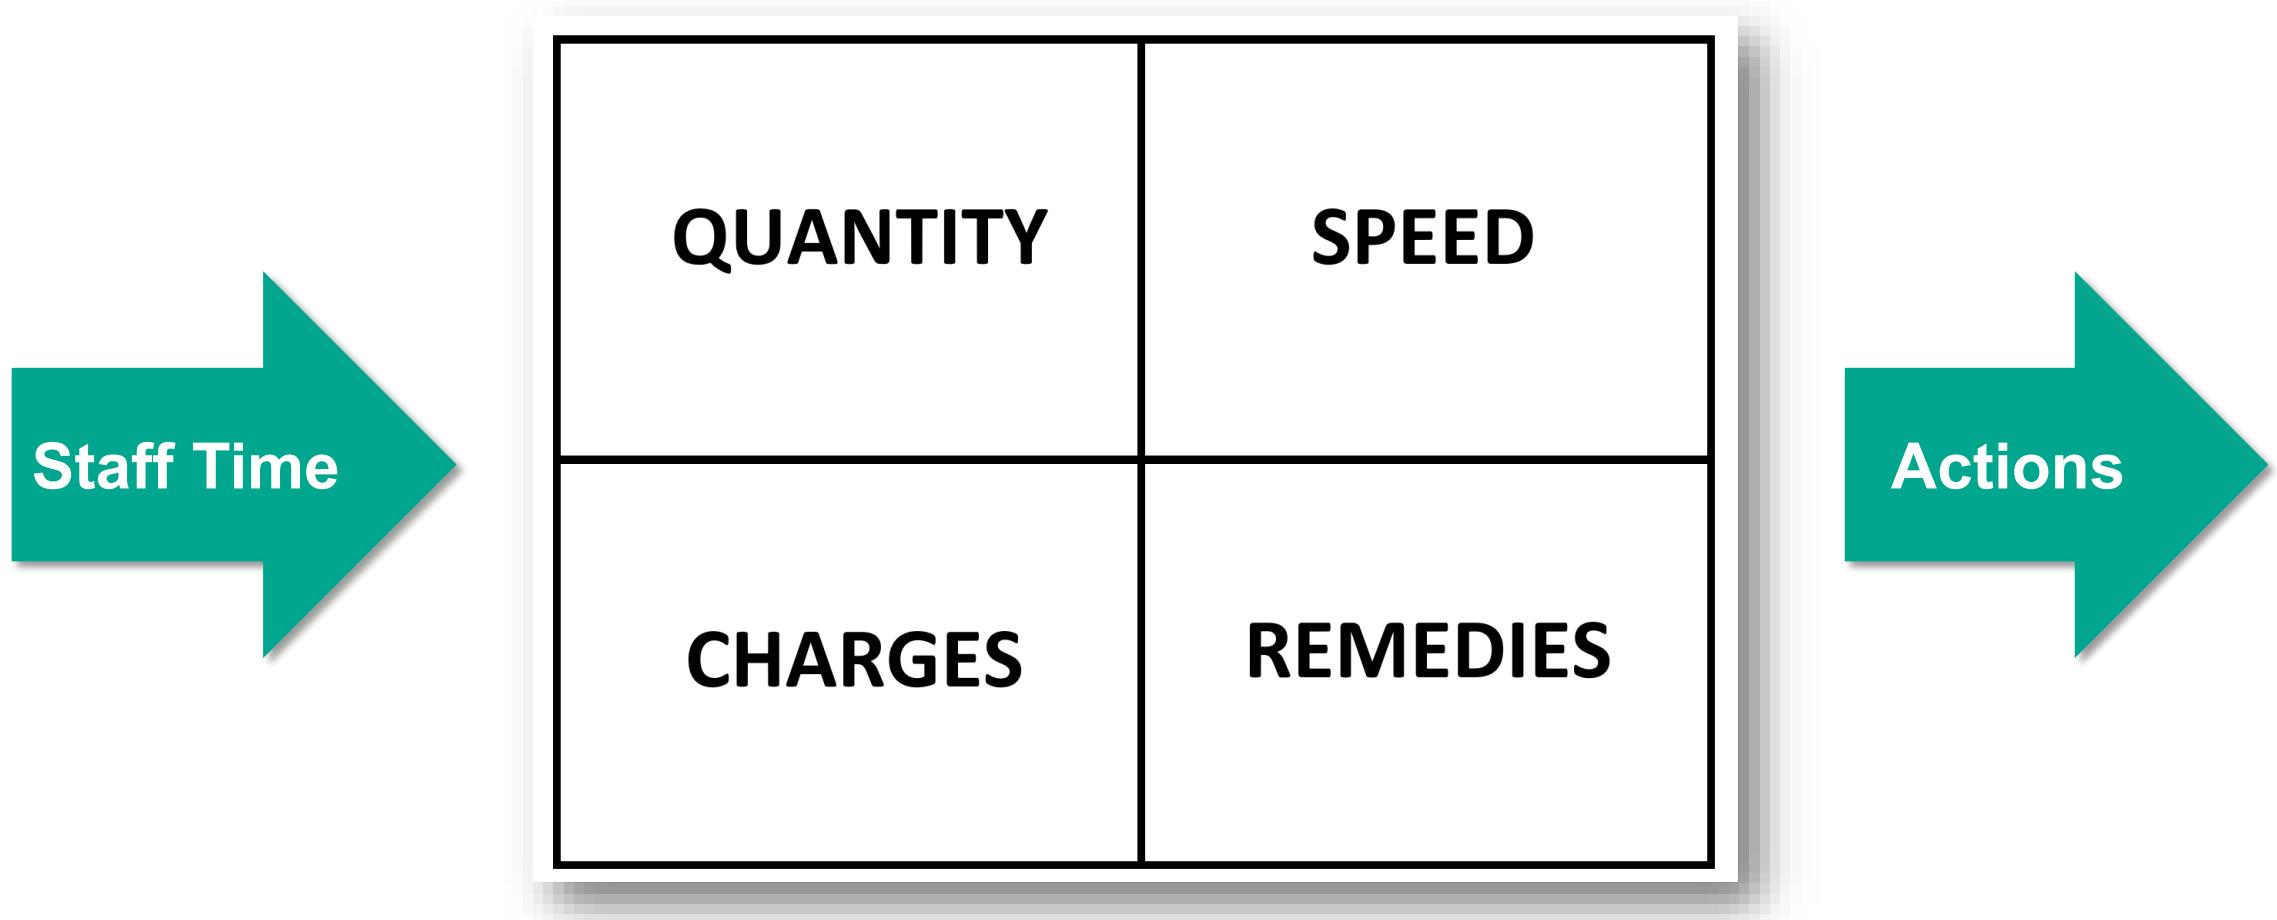 Staff Time
QUANTITY
SPEED
CHARGES
REMEDIES
Actions